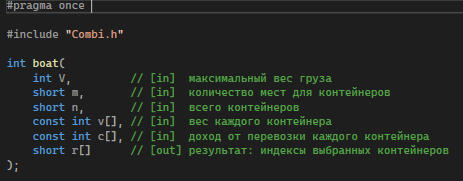 #pragma once
#include "Combi.h"
int boat(
int V, // [in] максимальный вес груза
short m, // [in] количество мест для контейнеров
short n, // [in] всего контейнеров
const int v[], // [in] вес каждого контейнера
const int c[], // [in] доход от перевозки каждого контейнера
short r[] // [out] результат: индексы выбранных контейнеров
);